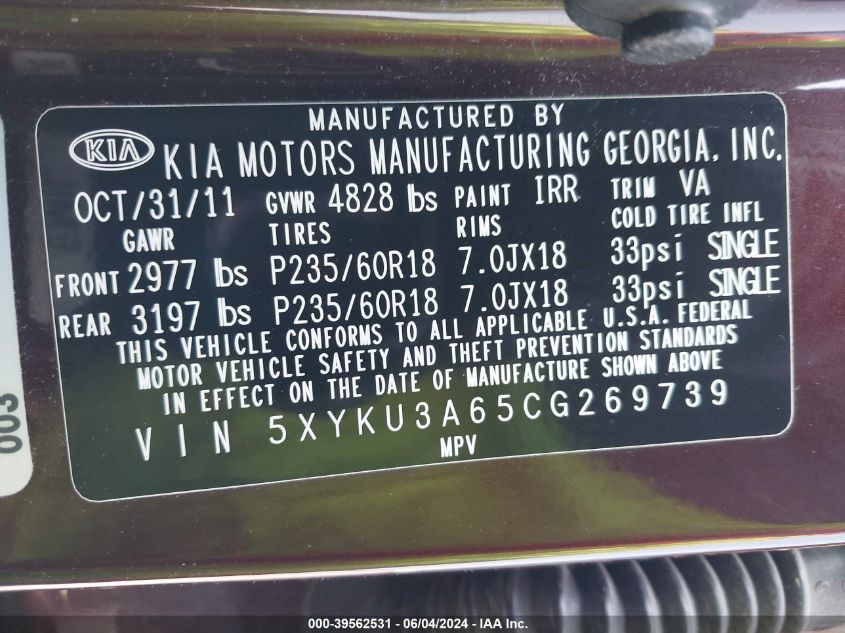 MANUFACTURED BY
KIA KIA MOTORS MANUFACTURING GEORGIA, INC.
OCT/31/11 GVWR 4828 lbs PAINT IRR TRIM VA
GAWR TIRES RIMS COLD TIRE INFL
FRONT 2977 lbs P235/60R18 7.0JX18 33psi SINGLE
REAR 3197 lbs P235/60R18 7.0JX18 33psi SINGLE
THIS VEHICLE CONFORMS TO ALL APPLICABLE U.S.A. FEDERAL
MOTOR VEHICLE SAFETY AND THEFT PREVENTION STANDARDS
IN EFFECT ON THE DATE OF MANUFACTURE SHOWN ABOVE
VIN 5XYKU3A65CG269739
MPV
003
000-39562531 - 06/04/2024 - IAA Inc.